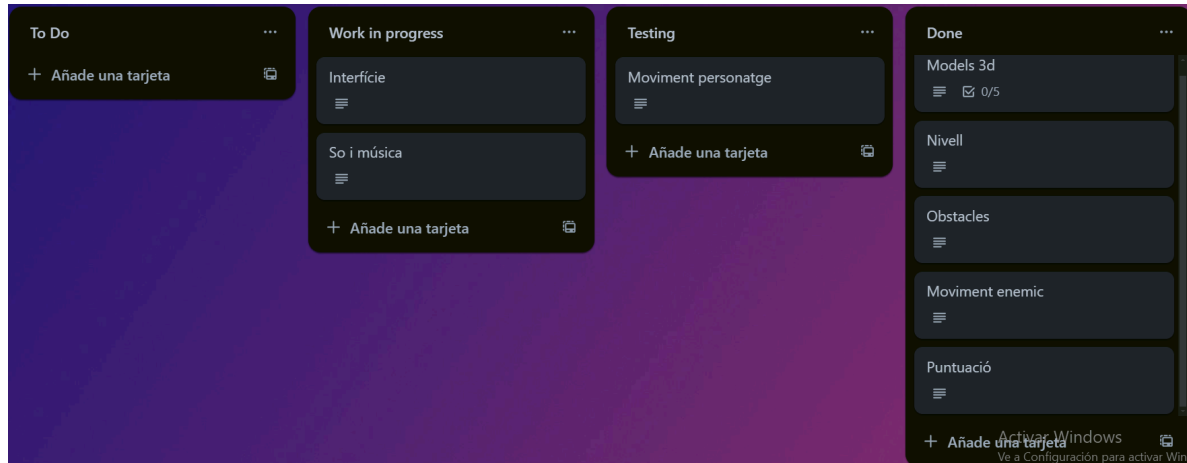 To Do
Añade una tarjeta
Work in progress
Interfície
So i música
Añade una tarjeta
Testing
Moviment personatge
Añade una tarjeta
Done
Models 3d
0/5
Nivell
Obstacles
Moviment enemic
Puntuació
Añade una tarjeta
Activar Windows
Ve a Configuración para activar Win